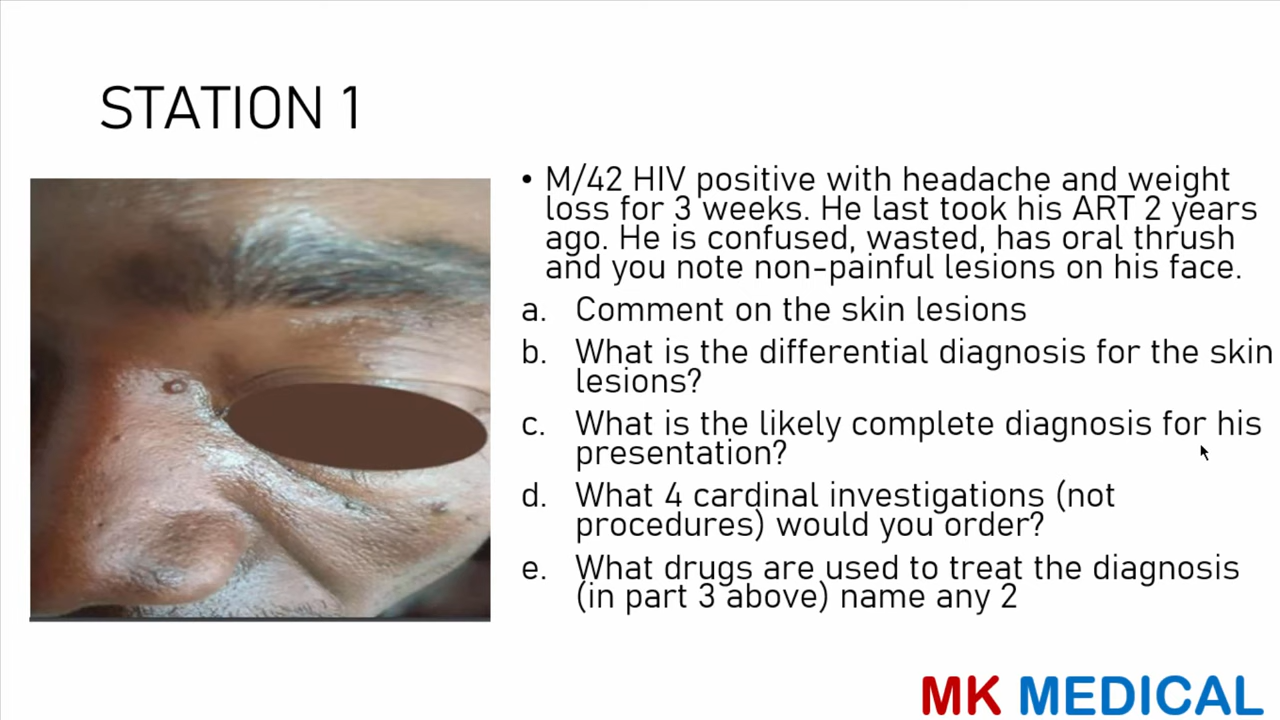 STATION 1
• M/42 HIV positive with headache and weight
loss for 3 weeks. He last took his ART 2 years
ago. He is confused, wasted, has oral thrush
and you note non-painful lesions on his face.
a. Comment on the skin lesions
b. What is the differential diagnosis for the skin
lesions?
c. What is the likely complete diagnosis for his
presentation?
d. What 4 cardinal investigations (not
procedures) would you order?
e. What drugs are used to treat the diagnosis
(in part 3 above) name any 2
MK MEDICAL